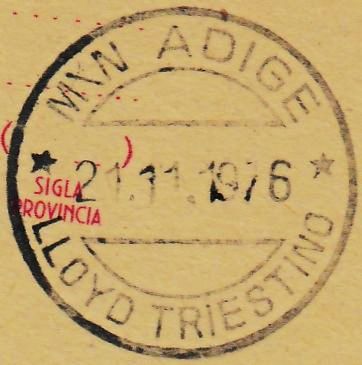 M\N ADIGE
( )
★ 21.11.1976 ★
SIGLA
PROVINCIA
LLOYD TRIESTINO